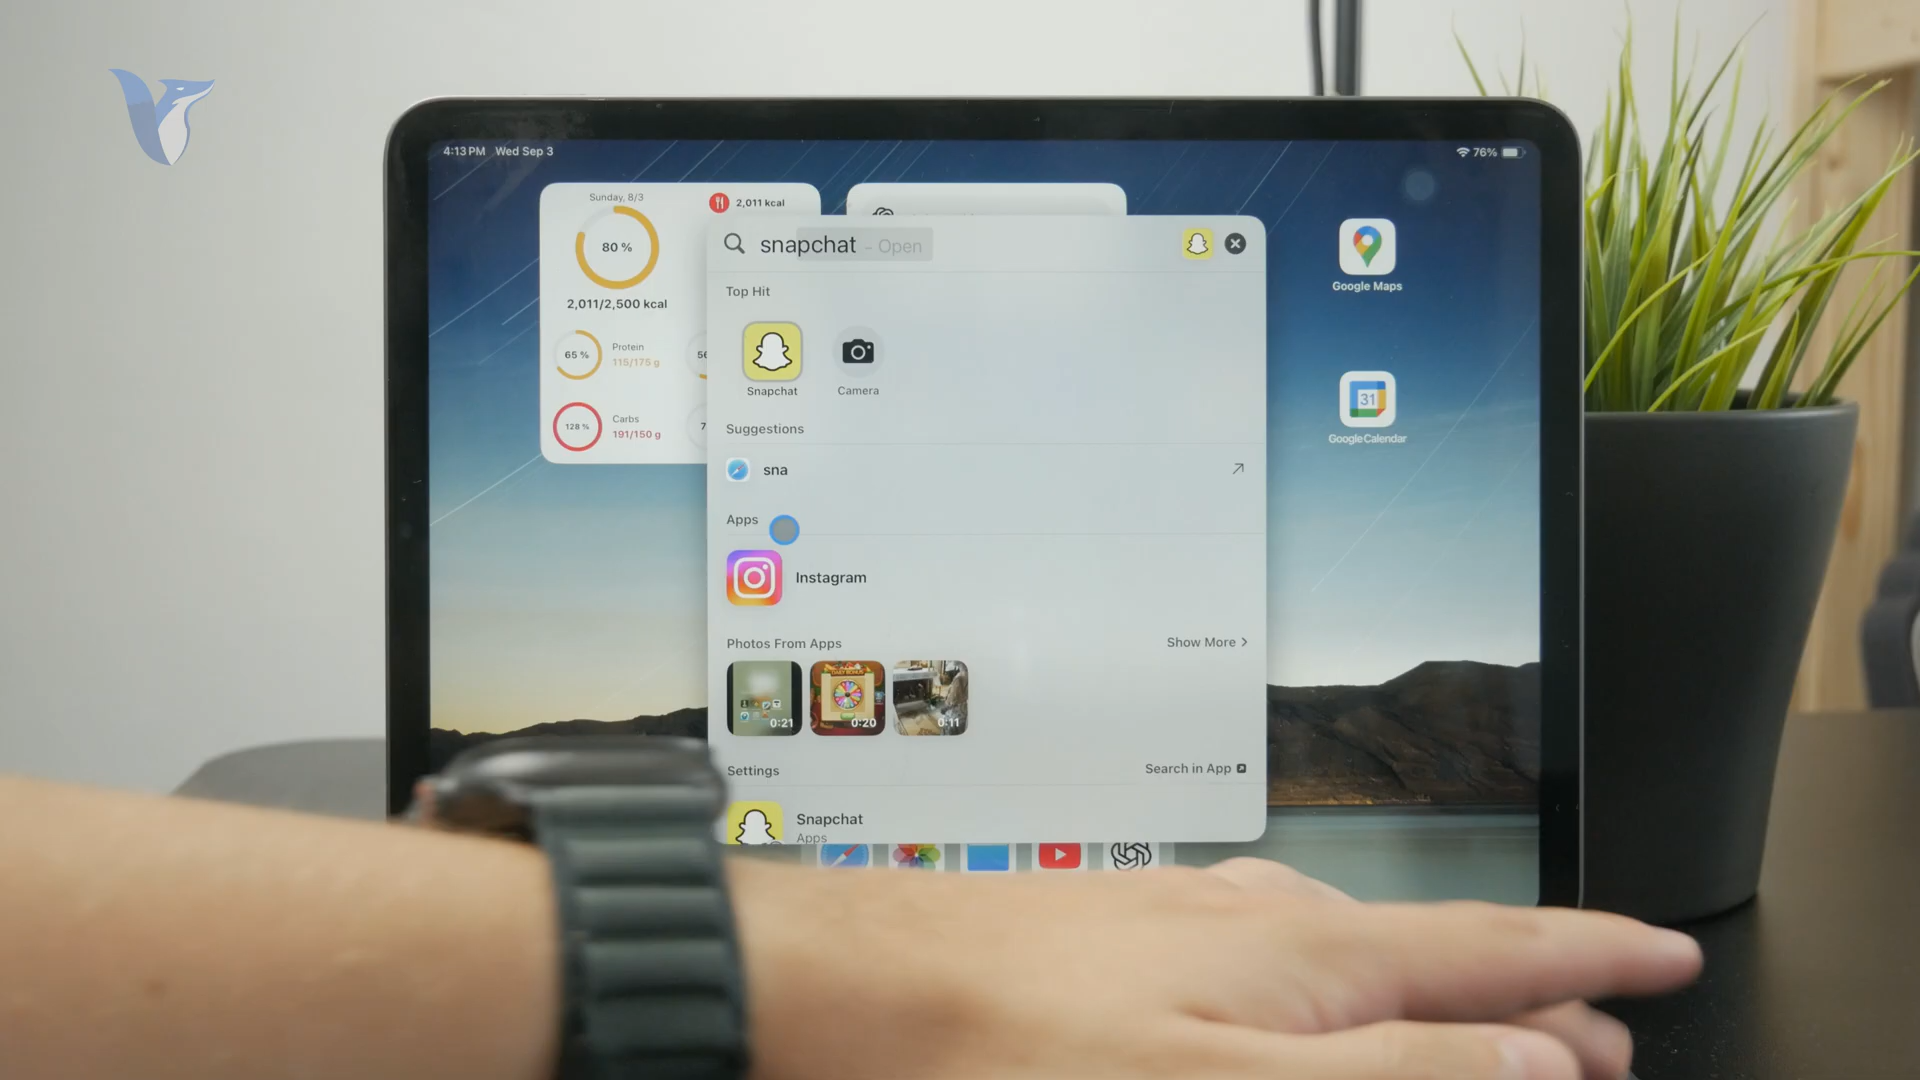 4:13 PM Wed Sep 3
76%
Sunday, 8/3
2,011 kcal
80 %
2,011/2,500 kcal
65 %
Protein
115/175 g
56
128 %
Carbs
191/150 g
7
snapchat – Open
Top Hit
Snapchat
Camera
Suggestions
sna
Apps
Instagram
Photos From Apps
Show More
0:21
0:20
0:11
Settings
Search in App
Snapchat
Apps
Google Maps
31
Google Calendar